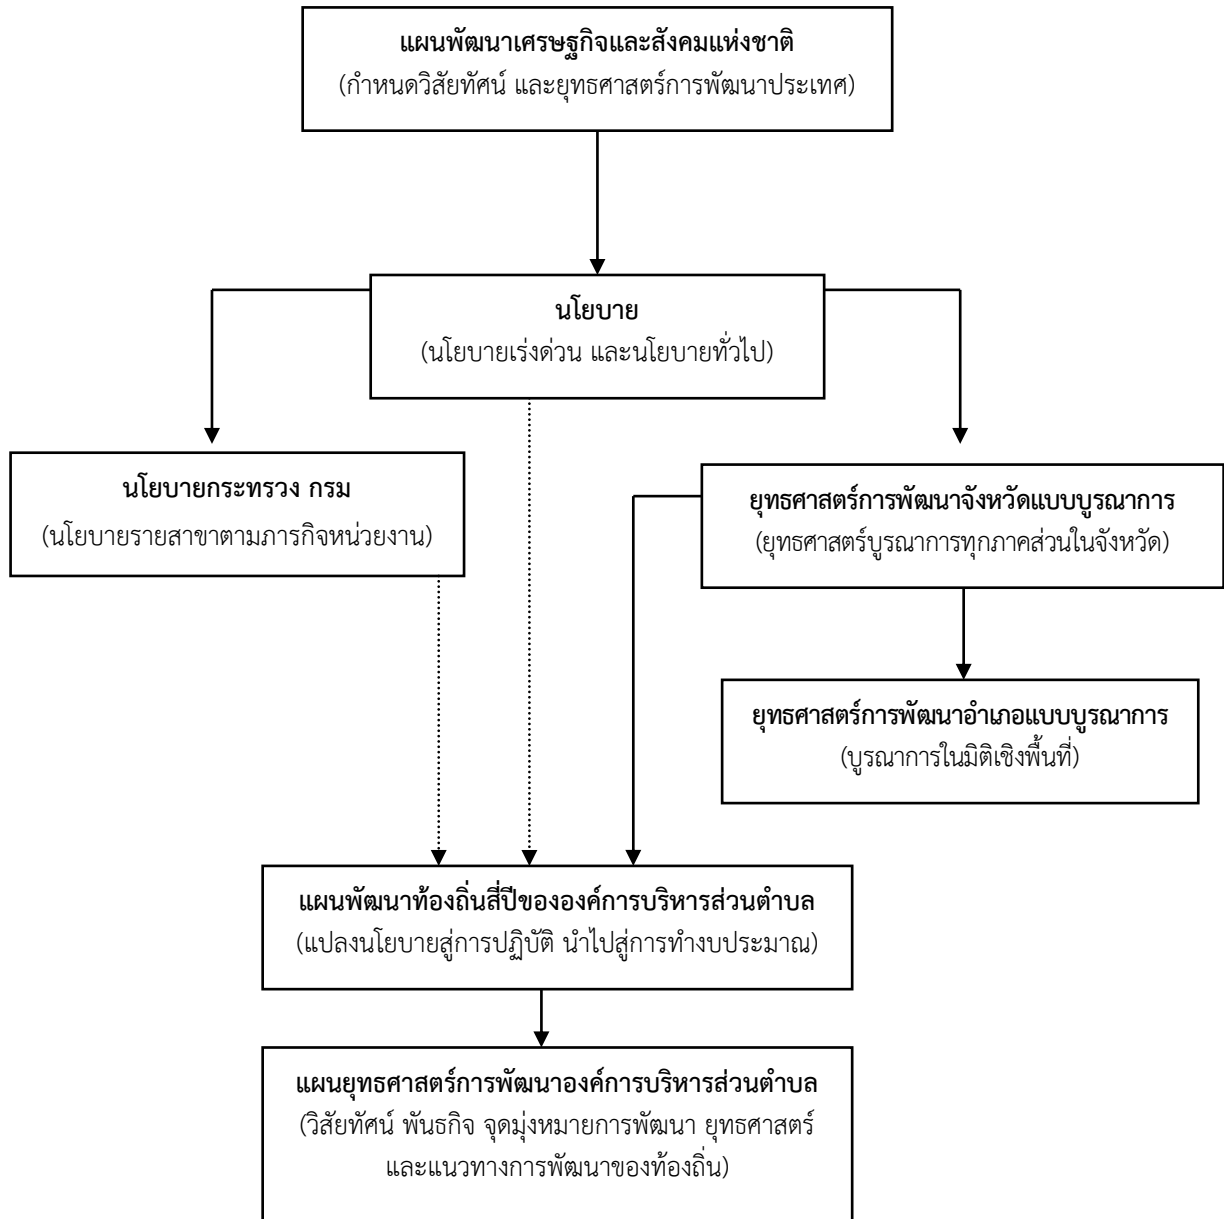 แผนพัฒนาเศรษฐกิจและสังคมแห่งชาติ
(กำหนดวิสัยทัศน์ และยุทธศาสตร์การพัฒนาประเทศ)
นโยบาย
(นโยบายเร่งด่วน และนโยบายทั่วไป)
นโยบายกระทรวง กรม
(นโยบายรายสาขาตามภารกิจหน่วยงาน)
ยุทธศาสตร์การพัฒนาจังหวัดแบบบูรณาการ
(ยุทธศาสตร์บูรณาการทุกภาคส่วนในจังหวัด)
ยุทธศาสตร์การพัฒนาอำเภอแบบบูรณาการ
(บูรณาการในมิติเชิงพื้นที่)
แผนพัฒนาท้องถิ่นสี่ปีขององค์การบริหารส่วนตำบล
(แปลงนโยบายสู่การปฏิบัติ นำไปสู่การทำงบประมาณ)
แผนยุทธศาสตร์การพัฒนาองค์การบริหารส่วนตำบล
(วิสัยทัศน์ พันธกิจ จุดมุ่งหมายการพัฒนา ยุทธศาสตร์
และแนวทางการพัฒนาของท้องถิ่น)